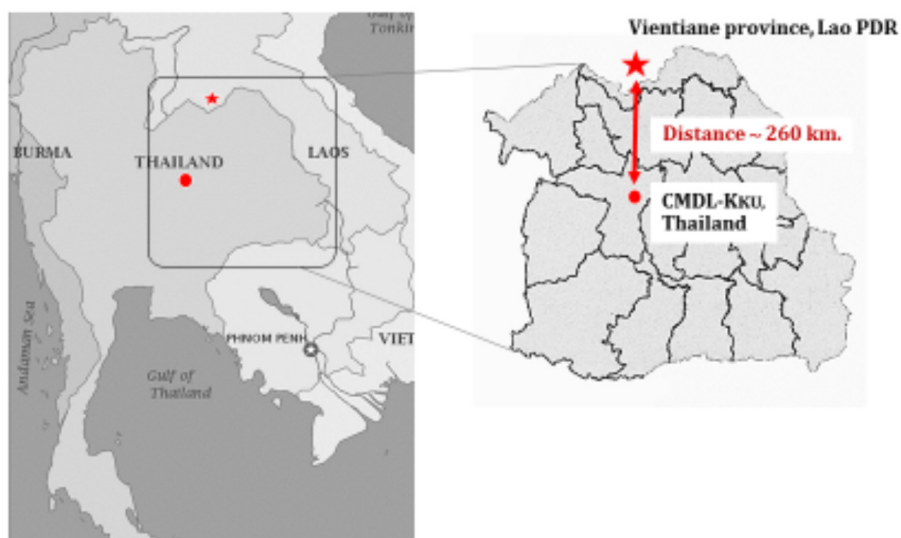 Gulf of
Tonkin
BURMA
THAILAND
LAOS
PHNOM PENH
VIET
Andaman Sea
Gulf of
Thailand
Vientiane province, Lao PDR
Distance ~ 260 km.
CMDL-KKU,
Thailand